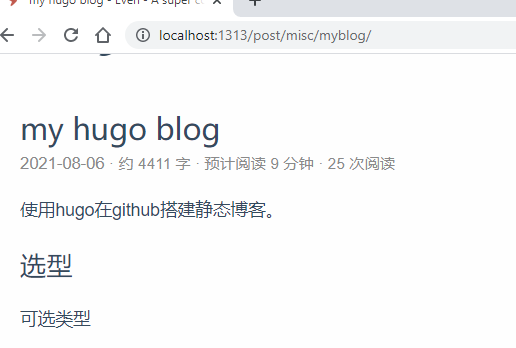 my hugo blog - Even - A super c
localhost:1313/post/misc/myblog/
my hugo blog
2021-08-06 · 约 4411 字 · 预计阅读 9 分钟 · 25 次阅读
使用hugo在github搭建静态博客。
选型
可选类型